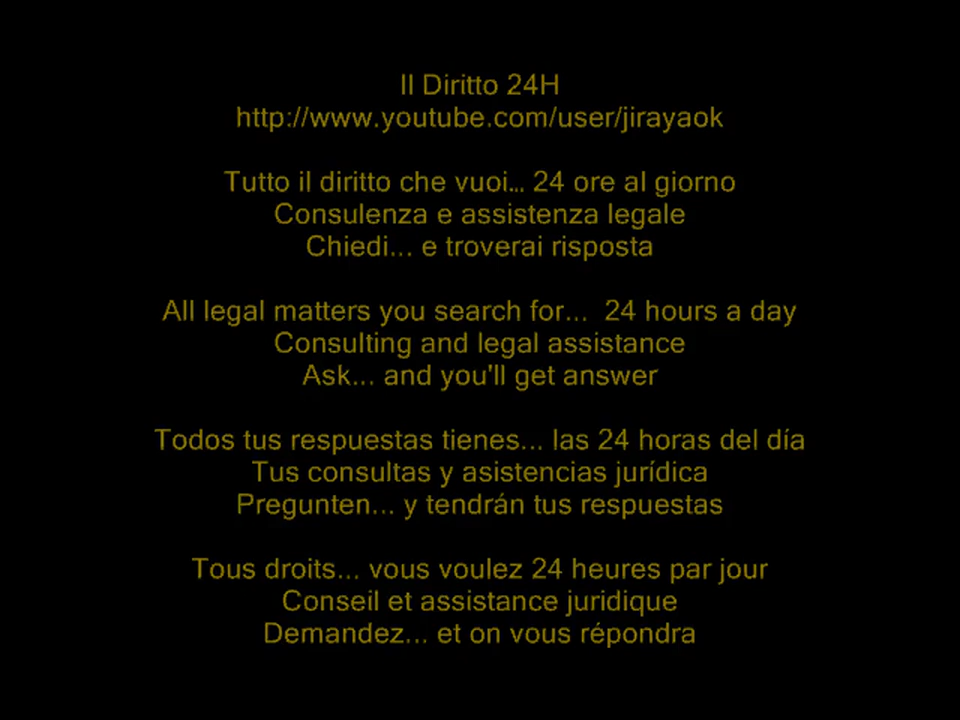 Il Diritto 24H
http://www.youtube.com/user/jirayaok
Tutto il diritto che vuoi... 24 ore al giorno
Consulenza e assistenza legale
Chiedi... e troverai risposta
All legal matters you search for...  24 hours a day
Consulting and legal assistance
Ask... and you'll get answer
Todos tus respuestas tienes... las 24 horas del día
Tus consultas y asistencias jurídica
Pregunten... y tendrán tus respuestas
Tous droits... vous voulez 24 heures par jour
Conseil et assistance juridique
Demandez... et on vous répondra